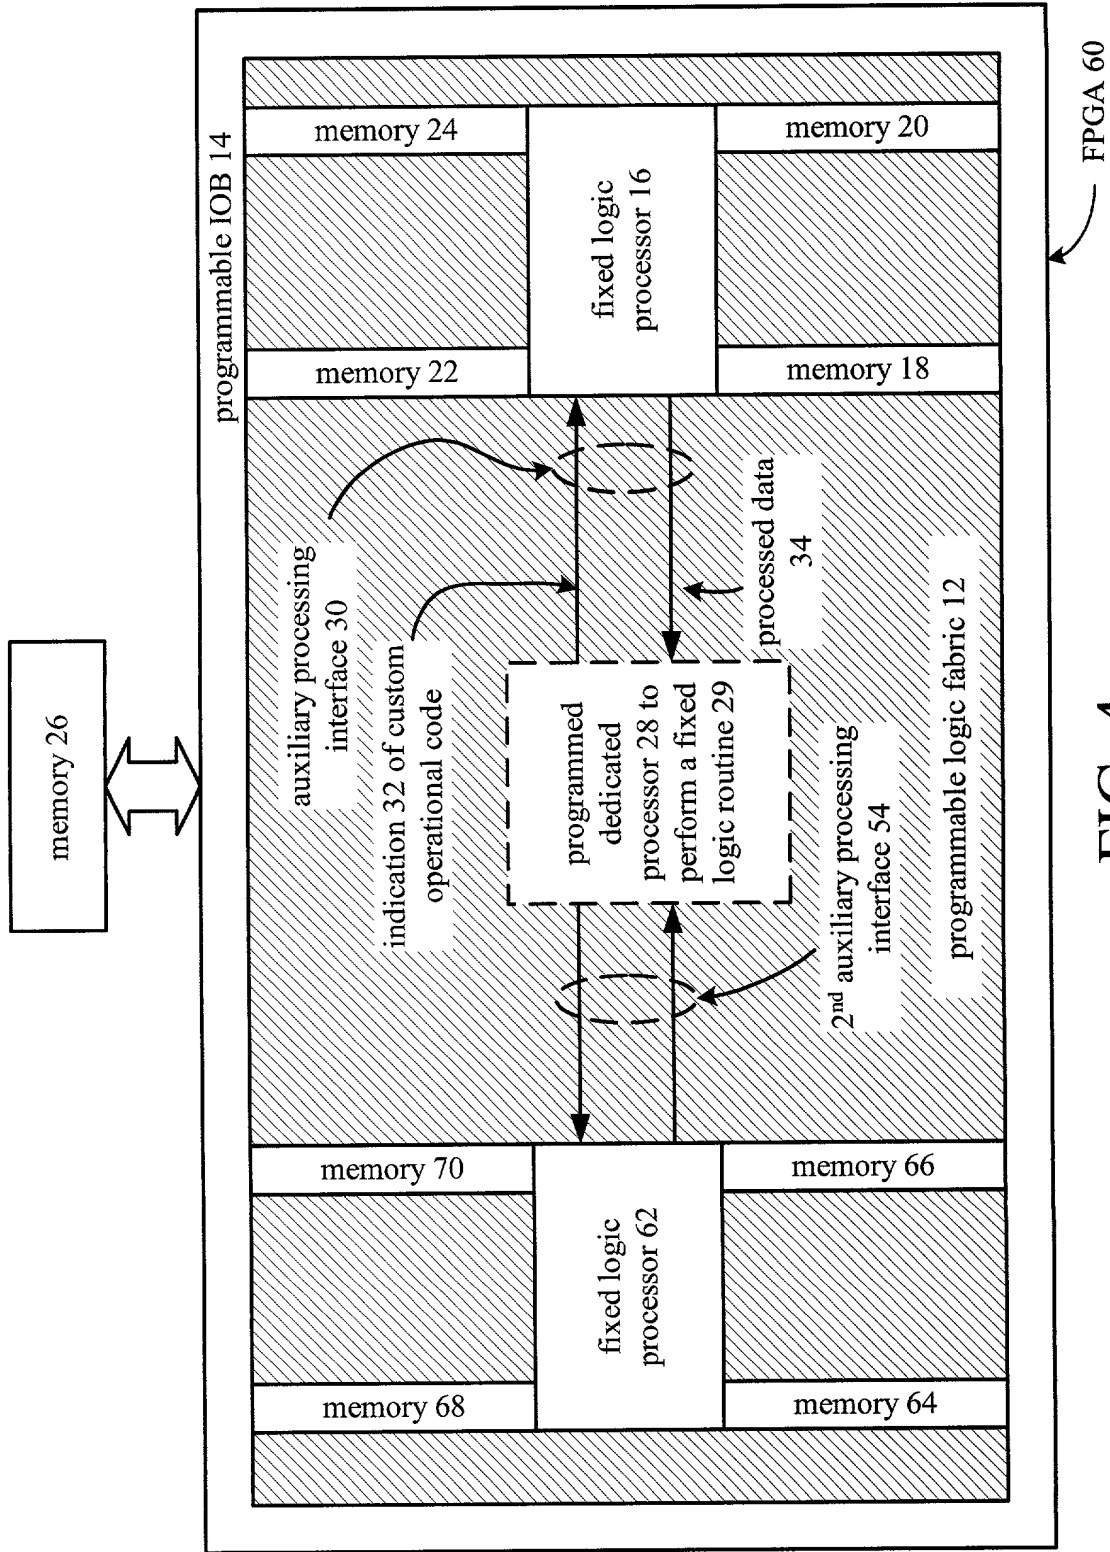 memory 26
programmable IOB 14
auxiliary processing
interface 30
memory 68
memory 70
memory 22
memory 24
indication 32 of custom
operational code
fixed logic
processor 62
programmed
dedicated
processor 28 to
perform a fixed
logic routine 29
fixed logic
processor 16
processed data
34
2nd auxiliary processing
interface 54
memory 64
memory 66
memory 18
memory 20
programmable logic fabric 12
FPGA 60
FIG. 4